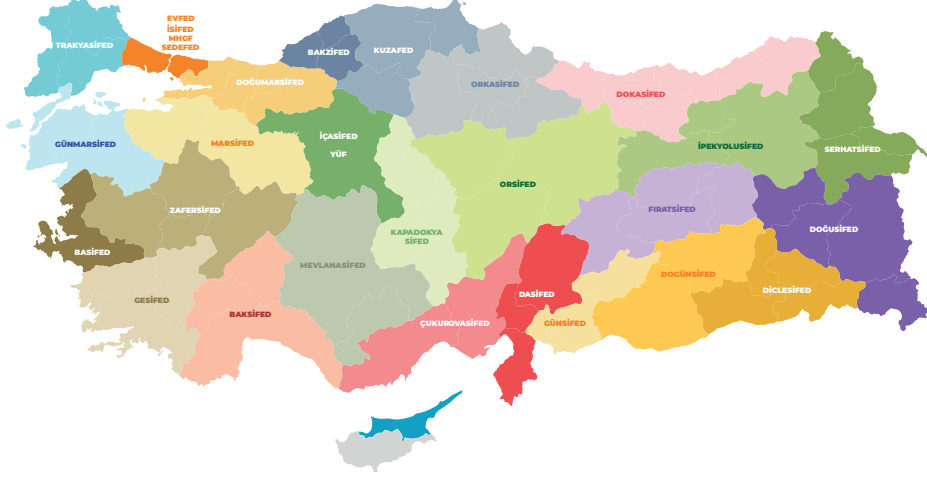 EVFED
İSİFED
MHGF
SEDEFED
TRAKYASİFED
BAKZİFED
KUZAFED
DOĞUMARSİFED
ORKASİFED
DOKASİFED
GÜNMARSİFED
MARSİFED
İÇASİFED
YÜF
İPEKYOLUSİFED
SERHATSİFED
ORSİFED
ZAFERSİFED
FIRATSİFED
KAPADOKYA
SİFED
DOĞUSİFED
BASİFED
MEVLANASİFED
DOGÜNSİFED
GESİFED
DİCLESİFED
DASİFED
BAKSİFED
ÇUKUROVASİFED
GÜNSİFED